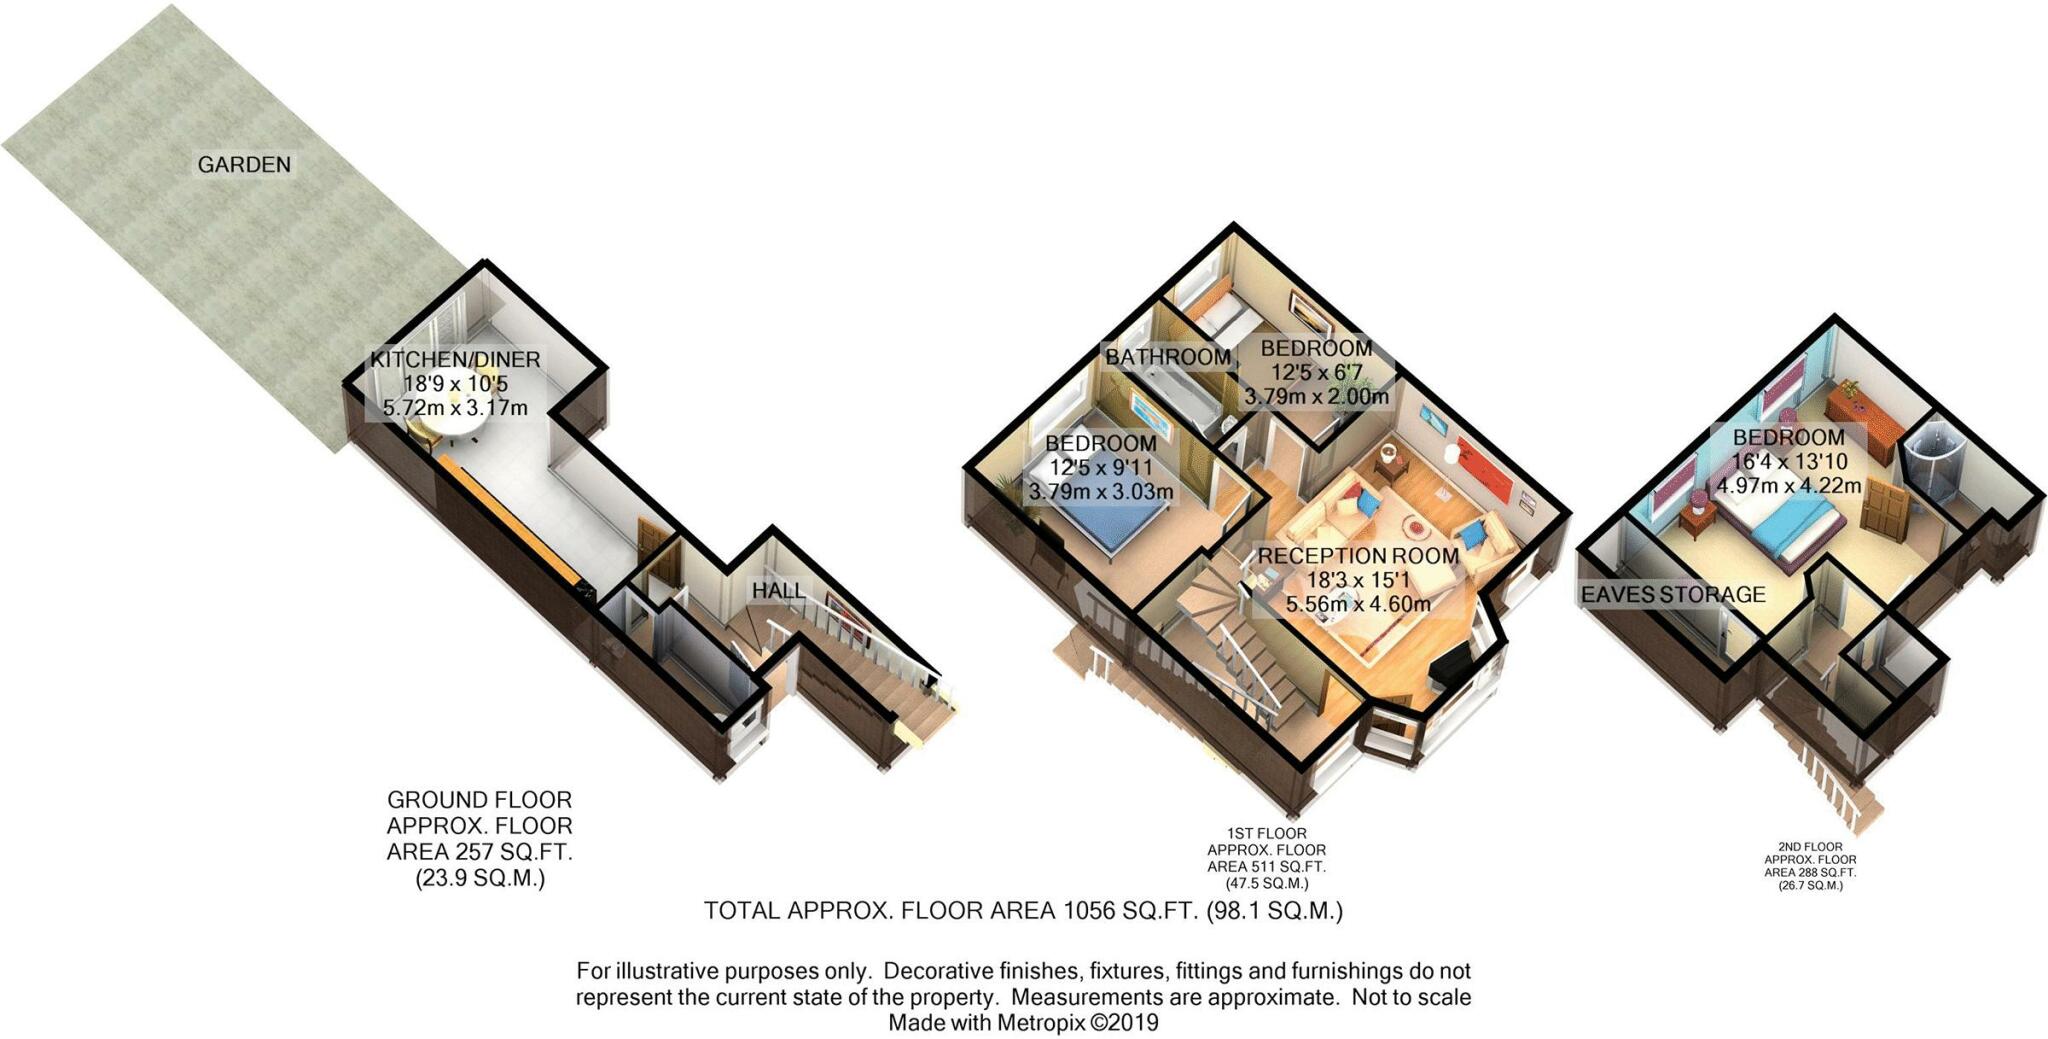 GARDEN
KITCHEN/DINER
18'9 x 10'5
5.72m x 3.17m
HALL
GROUND FLOOR
APPROX. FLOOR
AREA 257 SQ.FT.
(23.9 SQ.M.)
BATHROOM
BEDROOM
12'5 x 6'7
3.79m x 2.00m
BEDROOM
12'5 x 9'11
3.79m x 3.03m
RECEPTION ROOM
18'3 x 15'1
5.56m x 4.60m
1ST FLOOR
APPROX. FLOOR
AREA 511 SQ.FT.
(47.5 SQ.M.)
BEDROOM
16'4 x 13'10
4.97m x 4.22m
EAVES STORAGE
2ND FLOOR
APPROX. FLOOR
AREA 288 SQ.FT.
(26.7 SQ.M.)
TOTAL APPROX. FLOOR AREA 1056 SQ.FT. (98.1 SQ.M.)
For illustrative purposes only. Decorative finishes, fixtures, fittings and furnishings do not
represent the current state of the property. Measurements are approximate. Not to scale
Made with Metropix ©2019